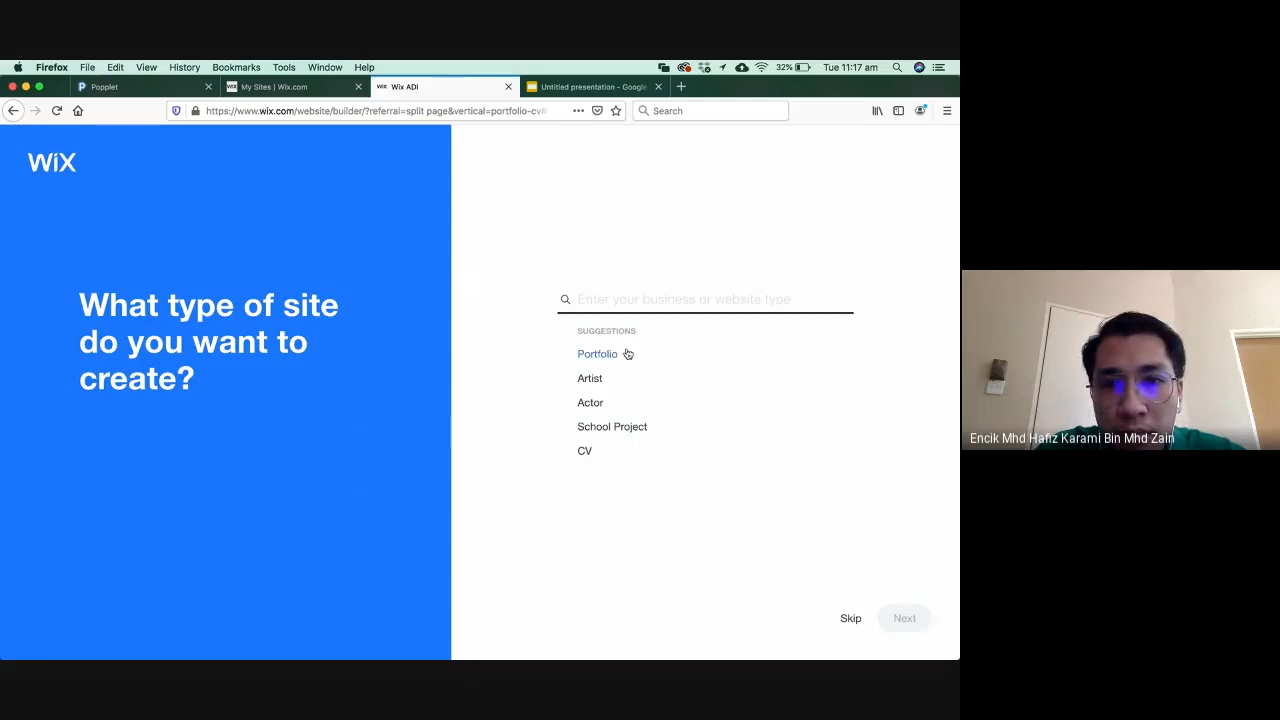 Firefox File Edit View History Bookmarks Tools Window Help 32% Tue 11:17 am
Popplet WiX My Sites | Wix.com WiX Wix ADI Untitled presentation - Google
https://www.wix.com/website/builder/?referral=split page&vertical=portfolio-cv Search
WiX
What type of site
do you want to
create?
Enter your business or website type
SUGGESTIONS
Portfolio
Artist
Actor
School Project
CV
Skip Next
Encik Mhd Hafiz Karami Bin Mhd Zain